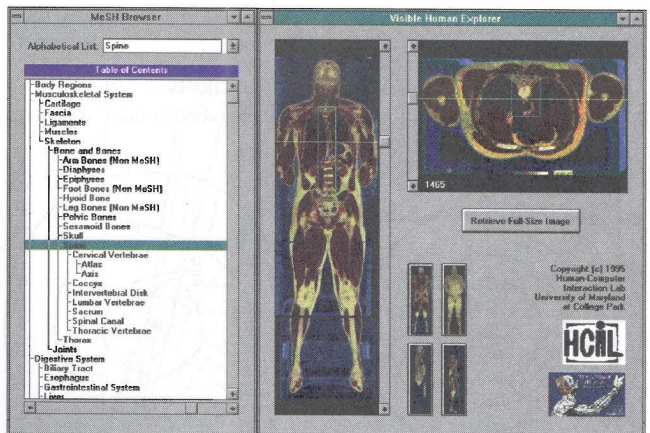 MeSH Browser
Alphabetical List: Spine
Table of Contents
Body Regions
Musculoskeletal System
Cartilage
Fascia
Ligaments
Muscles
Skeleton
Bone and Bones
Arm Bones (Non MeSH)
Diaphyses
Epiphyses
Foot Bones (Non MeSH)
Hyoid Bone
Leg Bones (Non MeSH)
Pelvic Bones
Sesamoid Bones
Skull
Spine
Cervical Vertebrae
Atlas
Axis
Coccyx
Intervertebral Disk
Lumbar Vertebrae
Sacrum
Spinal Canal
Thoracic Vertebrae
Thorax
Joints
Digestive System
Biliary Tract
Esophagus
Gastrointestinal System
Liver
Visible Human Explorer
1465
Retrieve Full-Size Image
Copyright (c) 1995
Human-Computer
Interaction Lab
University of Maryland
at College Park
HCIL